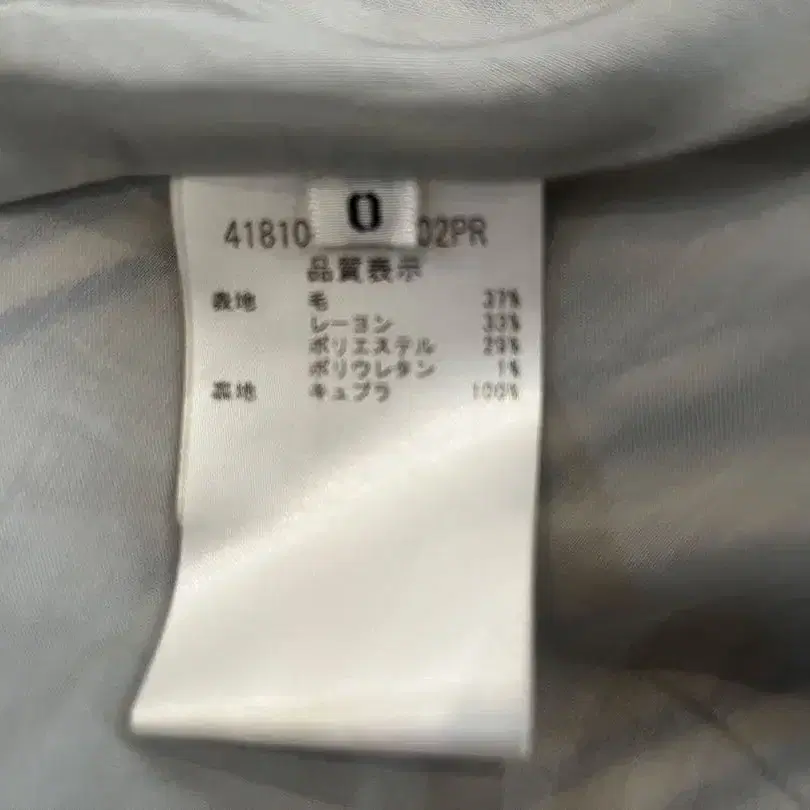 0
41810 02PR
品質表示
表地 毛 37%
レーヨン 33%
ポリエステル 29%
ポリウレタン 1%
裏地 キュプラ 100%